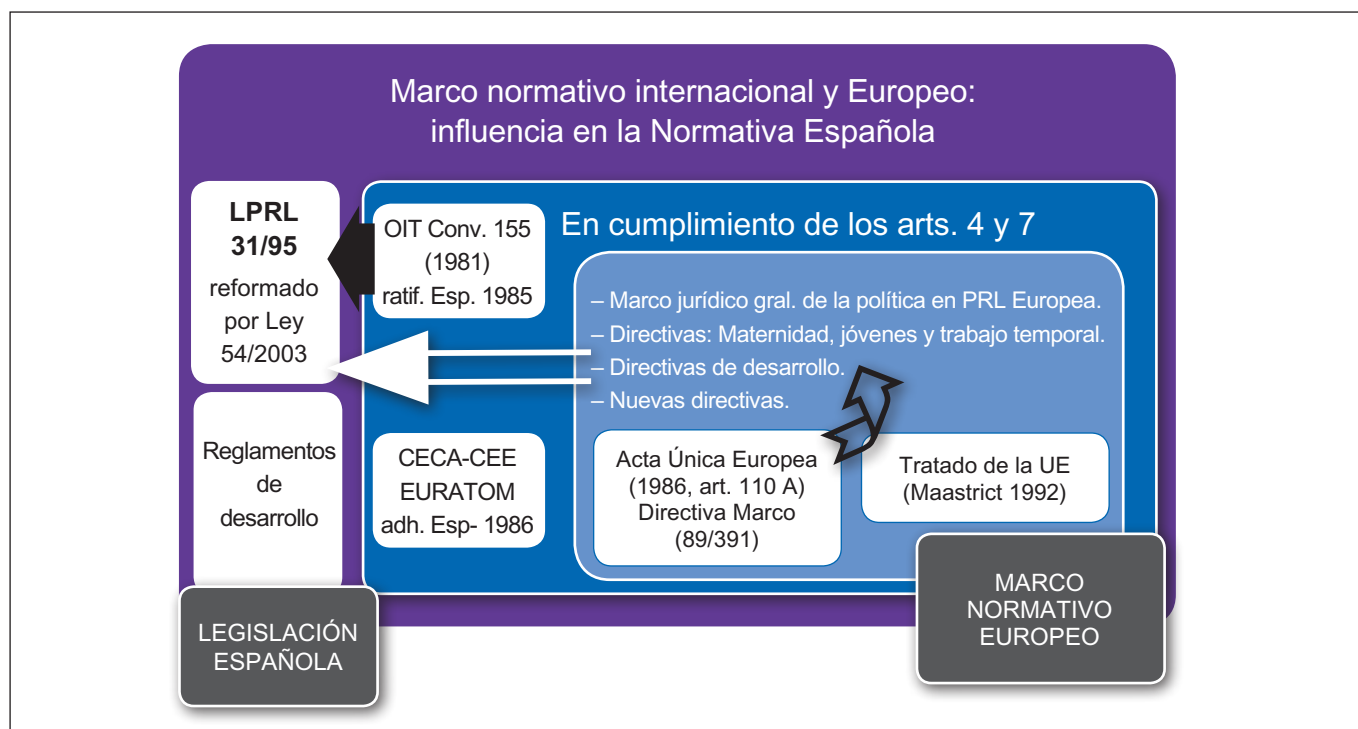 Marco normativo internacional y Europeo:
influencia en la Normativa Española
LPRL
31/95
reformado
por Ley
54/2003
Reglamentos
de
desarrollo
LEGISLACIÓN
ESPAÑOLA
OIT Conv. 155
(1981)
ratif. Esp. 1985
CECA-CEE
EURATOM
adh. Esp- 1986
En cumplimiento de los arts. 4 y 7
– Marco jurídico gral. de la política en PRL Europea.
– Directivas: Maternidad, jóvenes y trabajo temporal.
– Directivas de desarrollo.
– Nuevas directivas.
Acta Única Europea
(1986, art. 110 A)
Directiva Marco
(89/391)
Tratado de la UE
(Maastrict 1992)
MARCO
NORMATIVO
EUROPEO